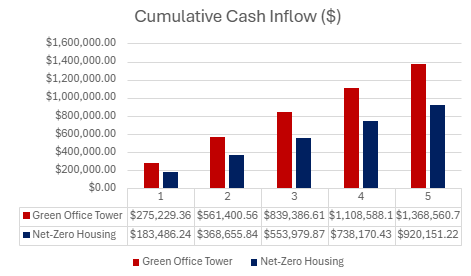 Cumulative Cash Inflow ($)
$1,600,000.00
$1,400,000.00
$1,200,000.00
$1,000,000.00
$800,000.00
$600,000.00
$400,000.00
$200,000.00
$0.00
1 2 3 4 5
Green Office Tower $275,229.36 $561,400.56 $839,386.61 $1,108,588.1 $1,368,560.7
Net-Zero Housing $183,486.24 $368,655.84 $553,979.87 $738,170.43 $920,151.22
Green Office Tower Net-Zero Housing